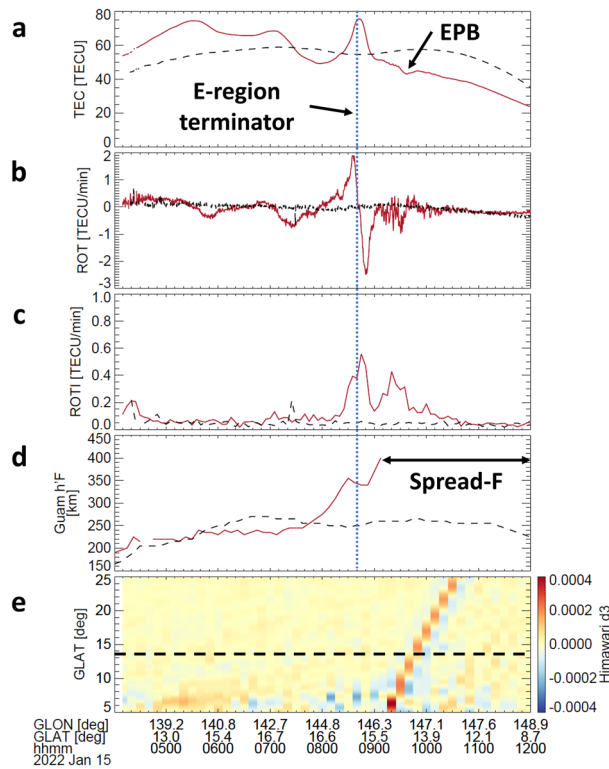 a
80
60
40
20
0
TEC [TECU]
EPB
E-region
terminator
b
2
1
0
-1
-2
-3
ROT [TECU/min]
c
1.0
0.8
0.6
0.4
0.2
0.0
ROTI [TECU/min]
d
450
400
350
300
250
200
150
Guam h'F
[km]
Spread-F
e
25
20
15
10
5
GLAT [deg]
0.0004
0.0002
0.0000
-0.0002
-0.0004
Himawari d3
GLON [deg] 139.2 140.8 142.7 144.8 146.3 147.1 147.6 148.9
GLAT [deg] 13.0 15.4 16.7 16.6 15.5 13.9 12.1 8.7
hhmm 0500 0600 0700 0800 0900 1000 1100 1200
2022 Jan 15